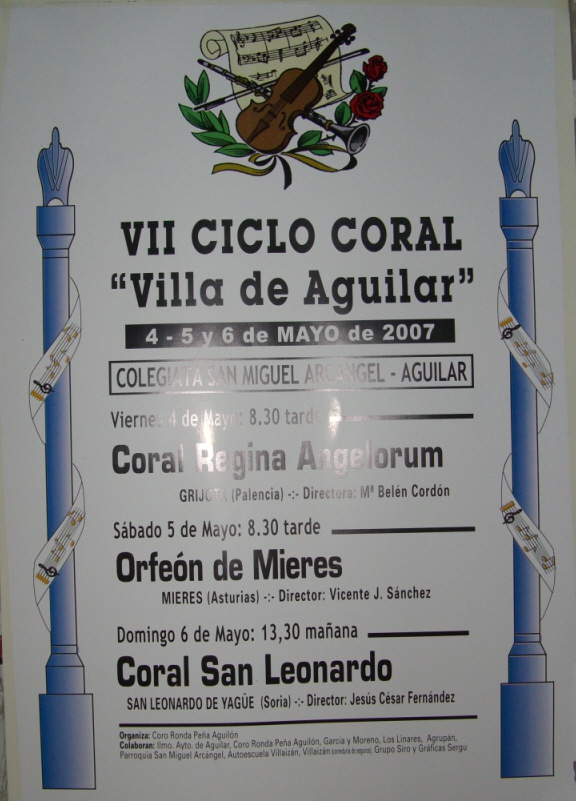 VII CICLO CORAL
“Villa de Aguilar”
4 - 5 y 6 de MAYO de 2007
COLEGIATA SAN MIGUEL ARCANGEL - AGUILAR
Viernes 4 de Mayo: 8.30 tarde
Coral Regina Angelorum
GRIJOTA (Palencia) -:- Directora: Mª Belén Cordón
Sábado 5 de Mayo: 8.30 tarde
Orfeón de Mieres
MIERES (Asturias) -:- Director: Vicente J. Sánchez
Domingo 6 de Mayo: 13,30 mañana
Coral San Leonardo
SAN LEONARDO DE YAGÜE (Soria) -:- Director: Jesús César Fernández
Organiza: Coro Ronda Peña Aguilón
Colaboran: Ilmo. Ayto. de Aguilar, Coro Ronda Peña Aguilón, García y Moreno, Los Linares, Agrupán,
Parroquia San Miguel Arcángel, Autoescuela Villaizán, Villaizán (correduría de seguros), Grupo Siro y Gráficas Sergu